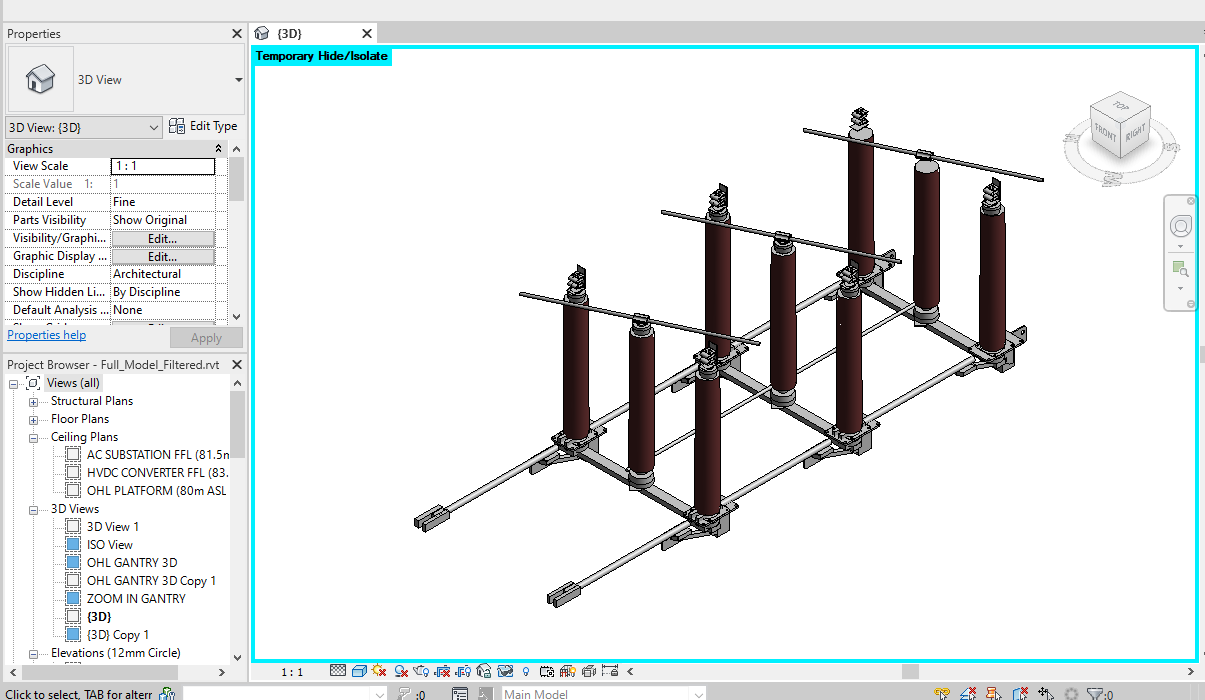 Properties
{3D}
Temporary Hide/Isolate
3D View
3D View: {3D}
Edit Type
Graphics
View Scale 1 : 1
Scale Value 1: 1
Detail Level Fine
Parts Visibility Show Original
Visibility/Graphi... Edit...
Graphic Display ... Edit...
Discipline Architectural
Show Hidden Li... By Discipline
Default Analysis ... None
Properties help
Apply
TOP
FRONT
RIGHT
Project Browser - Full_Model_Filtered.rvt
Views (all)
Structural Plans
Floor Plans
Ceiling Plans
AC SUBSTATION FFL (81.5m
HVDC CONVERTER FFL (83.
OHL PLATFORM (80m ASL
3D Views
3D View 1
ISO View
OHL GANTRY 3D
OHL GANTRY 3D Copy 1
ZOOM IN GANTRY
{3D}
{3D} Copy 1
Elevations (12mm Circle)
1 : 1
Click to select, TAB for altern
:0
Main Model
:0